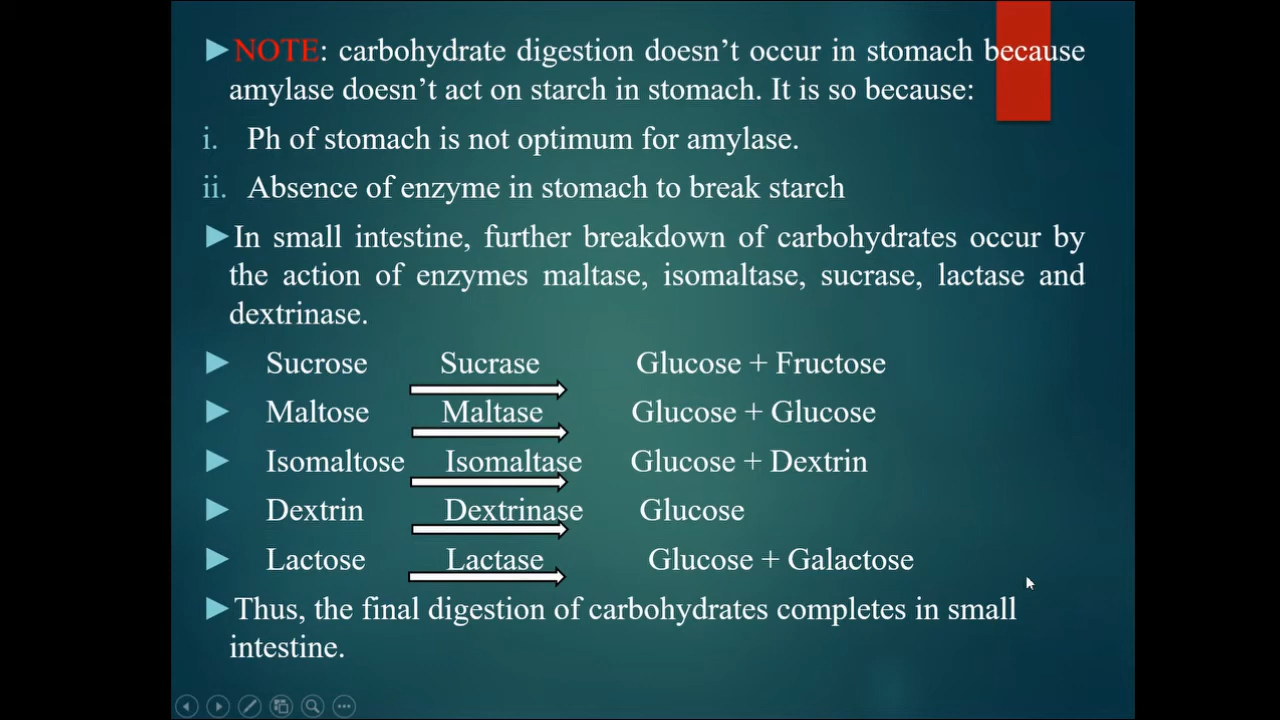 NOTE: carbohydrate digestion doesn’t occur in stomach because
amylase doesn’t act on starch in stomach. It is so because:
i. Ph of stomach is not optimum for amylase.
ii. Absence of enzyme in stomach to break starch
In small intestine, further breakdown of carbohydrates occur by
the action of enzymes maltase, isomaltase, sucrase, lactase and
dextrinase.
Sucrose Sucrase Glucose + Fructose
Maltose Maltase Glucose + Glucose
Isomaltose Isomaltase Glucose + Dextrin
Dextrin Dextrinase Glucose
Lactose Lactase Glucose + Galactose
Thus, the final digestion of carbohydrates completes in small
intestine.